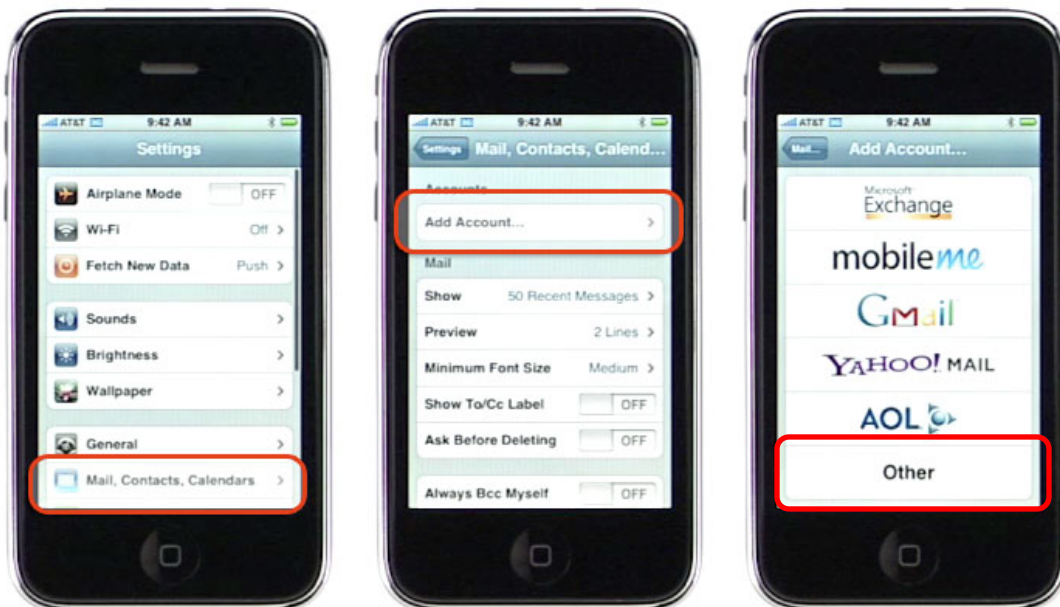 AT&T 9:42 AM
Settings
Airplane Mode OFF
Wi-Fi Off
Fetch New Data Push
Sounds
Brightness
Wallpaper
General
Mail, Contacts, Calendars
AT&T 9:42 AM
Settings Mail, Contacts, Calend...
Accounts
Add Account...
Mail
Show 50 Recent Messages
Preview 2 Lines
Minimum Font Size Medium
Show To/Cc Label OFF
Ask Before Deleting OFF
Always Bcc Myself OFF
AT&T 9:42 AM
Mail... Add Account...
Microsoft
Exchange
mobileme
GMail
YAHOO! MAIL
AOL
Other